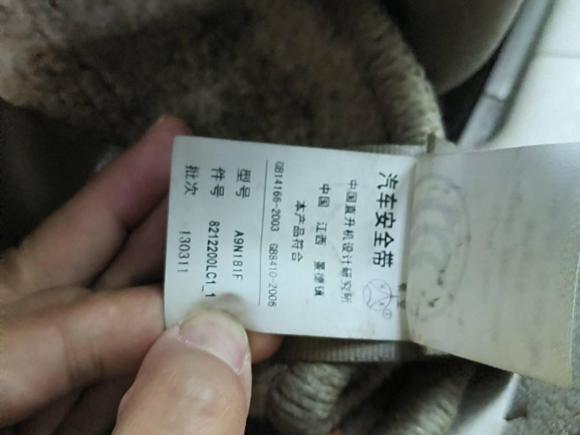 汽车安全带
中国直升机设计研究所
中国 江西 景德镇
本产品符合
GB14166-2003 GB8410-2006
型号 A9N181F
件号 8212200LC1_1
批次 130311